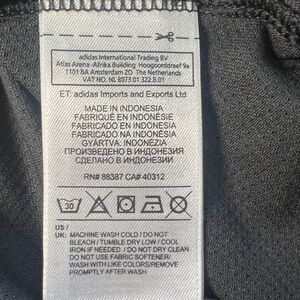 adidas International Trading BV
Atlas Arena -Afrika Building Hoogoorddreef 9a
1101 BA Amsterdam ZO The Netherlands
VAT NO. NL 8073.01.322.B.01
ET: adidas Imports and Exports Ltd
MADE IN INDONESIA
FABRIQUÉ EN INDONÉSIE
FABRICADO EN INDONESIA
FABRICADO NA INDONÉSIA
GYÁRTVA: INDONÉZIA
ПРОИЗВЕДЕНО В ИНДОНЕЗИЯ
СДЕЛАНО В ИНДОНЕЗИИ
RN# 88387 CA# 40312
30
US /
UK: MACHINE WASH COLD / DO NOT
BLEACH / TUMBLE DRY LOW / COOL
IRON IF NEEDED / DO NOT DRY CLEAN
DO NOT USE FABRIC SOFTENER/
WASH WITH LIKE COLORS/REMOVE
PROMPTLY AFTER WASH